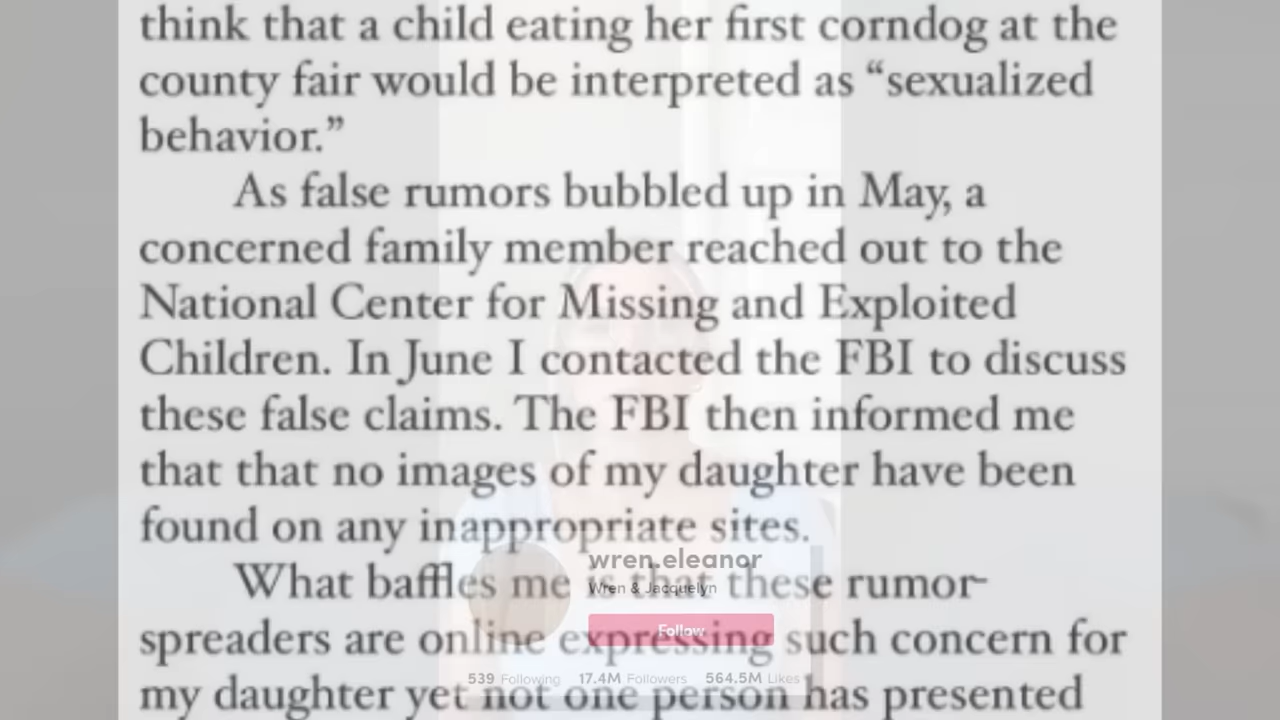 think that a child eating her first corndog at the
county fair would be interpreted as “sexualized
behavior.”
As false rumors bubbled up in May, a
concerned family member reached out to the
National Center for Missing and Exploited
Children. In June I contacted the FBI to discuss
these false claims. The FBI then informed me
that that no images of my daughter have been
found on any inappropriate sites.
What baffles me is that these rumor-
spreaders are online expressing such concern for
my daughter yet not one person has presented
wren.eleanor
Wren & Jacquelyn
Follow
539 Following 17.4M Followers 564.5M Likes